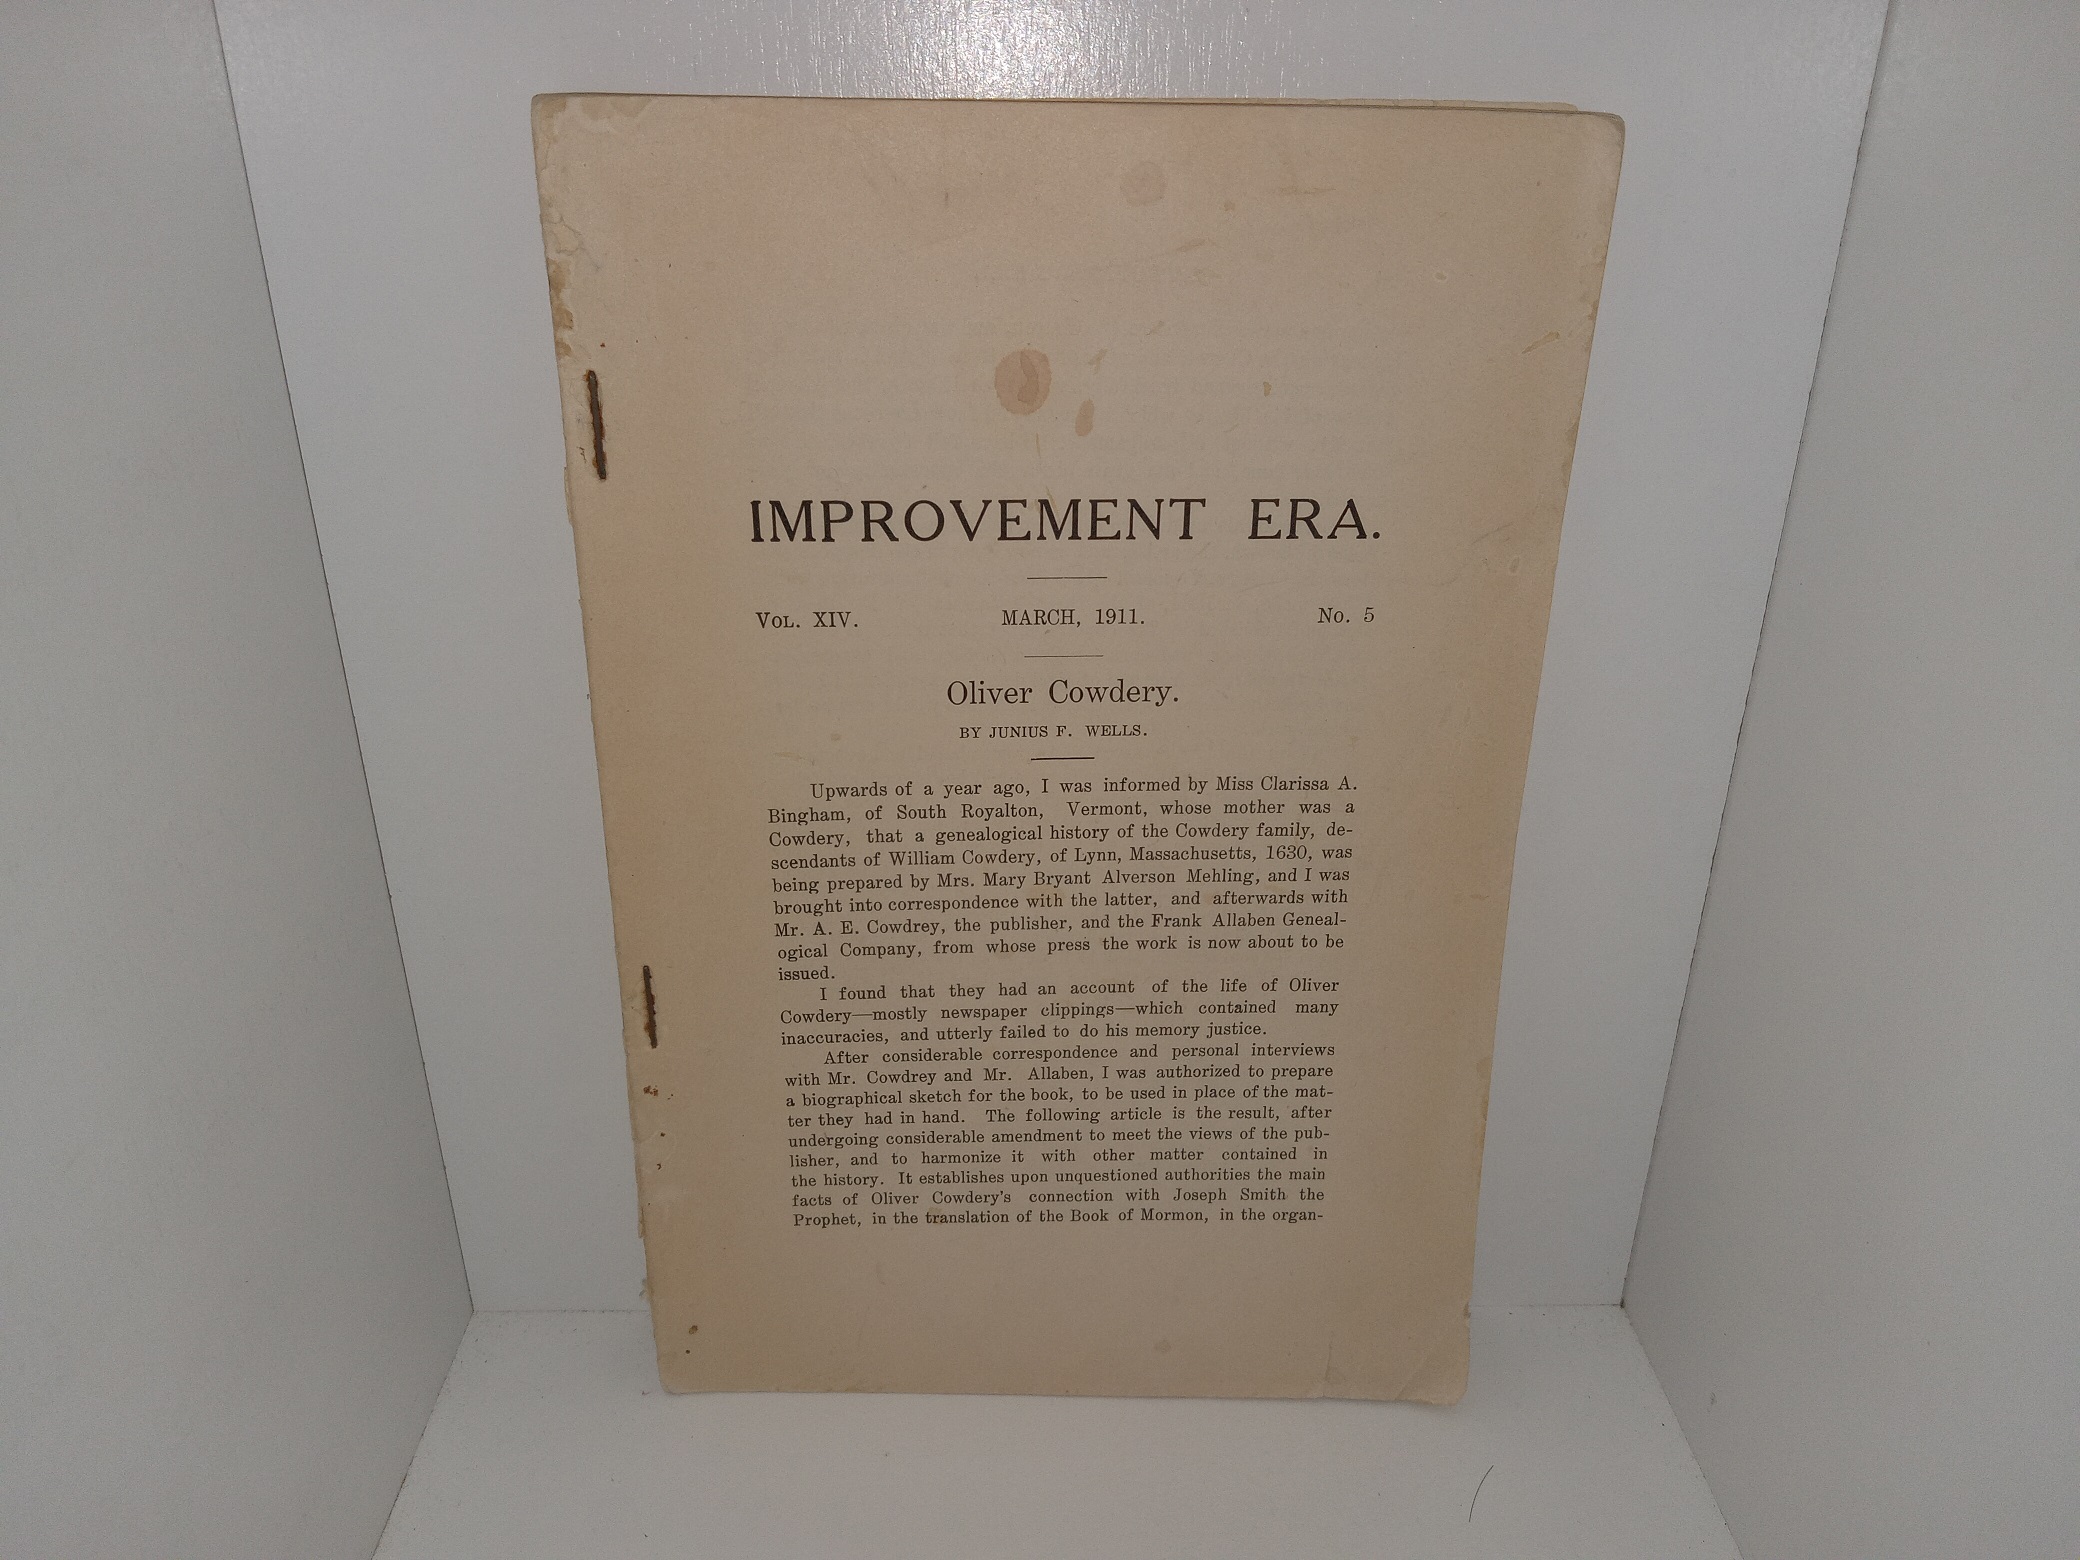 IMPROVEMENT ERA.
VOL. XIV. MARCH, 1911. No. 5
Oliver Cowdery.
BY JUNIUS F. WELLS.
Upwards of a year ago, I was informed by Miss Clarissa A.
Bingham, of South Royalton, Vermont, whose mother was a
Cowdery, that a genealogical history of the Cowdery family, de-
scendants of William Cowdery, of Lynn, Massachusetts, 1630, was
being prepared by Mrs. Mary Bryant Alverson Mehling, and I was
brought into correspondence with the latter, and afterwards with
Mr. A. E. Cowdrey, the publisher, and the Frank Allaben Geneal-
ogical Company, from whose press the work is now about to be
issued.
I found that they had an account of the life of Oliver
Cowdery—mostly newspaper clippings—which contained many
inaccuracies, and utterly failed to do his memory justice.
After considerable correspondence and personal interviews
with Mr. Cowdrey and Mr. Allaben, I was authorized to prepare
a biographical sketch for the book, to be used in place of the mat-
ter they had in hand. The following article is the result, after
undergoing considerable amendment to meet the views of the pub-
lisher, and to harmonize it with other matter contained in
the history. It establishes upon unquestioned authorities the main
facts of Oliver Cowdery's connection with Joseph Smith the
Prophet, in the translation of the Book of Mormon, in the organ-